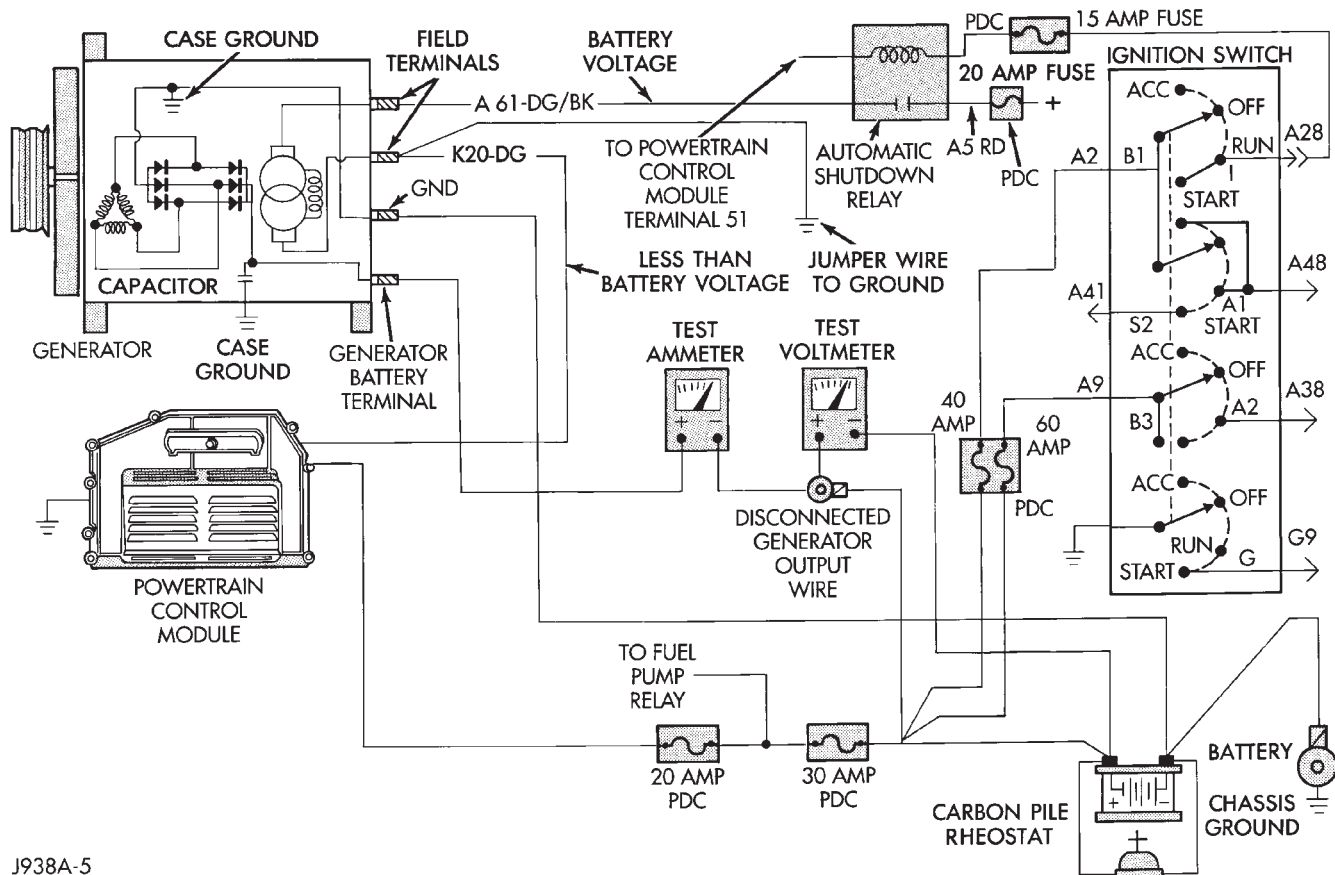 CASE GROUND
FIELD
TERMINALS
BATTERY
VOLTAGE
PDC
15 AMP FUSE
IGNITION SWITCH
20 AMP FUSE
+
A 61-DG/BK
K20-DG
GND
TO POWERTRAIN
CONTROL
MODULE
TERMINAL 51
AUTOMATIC
SHUTDOWN
RELAY
A5 RD
PDC
ACC
OFF
RUN
A28
A2
B1
I
START
CAPACITOR
LESS THAN
BATTERY VOLTAGE
JUMPER WIRE
TO GROUND
A48
A41
A1
S2
START
GENERATOR
CASE
GROUND
GENERATOR
BATTERY
TERMINAL
TEST
AMMETER
TEST
VOLTMETER
+ −
+ −
40
AMP
60
AMP
PDC
ACC
OFF
A9
A38
B3
A2
DISCONNECTED
GENERATOR
OUTPUT
WIRE
ACC
OFF
RUN
G9
START
G
POWERTRAIN
CONTROL
MODULE
TO FUEL
PUMP
RELAY
20 AMP
PDC
30 AMP
PDC
CARBON PILE
RHEOSTAT
+ −
+
BATTERY
CHASSIS
GROUND
J938A-5